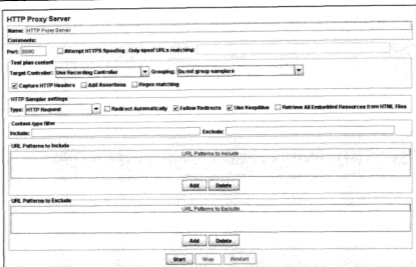 HTTP Proxy Server
Name: HTTP Proxy Server
Comments:
Port: 8080 Attempt HTTPS Spoofing Only spoof URLs matching:
Test plan content
Target Controller: Use Recording Controller Grouping: Do not group samplers
Capture HTTP Headers Add Assertions Regex matching
HTTP Sampler settings
Type: HTTP Request Redirect Automatically Follow Redirects Use KeepAlive Retrieve All Embedded Resources from HTML Files
Content-type filter
Include: Exclude:
URL Patterns to Include
URL Patterns to Include
Add Delete
URL Patterns to Exclude
URL Patterns to Exclude
Add Delete
Start Stop Restart